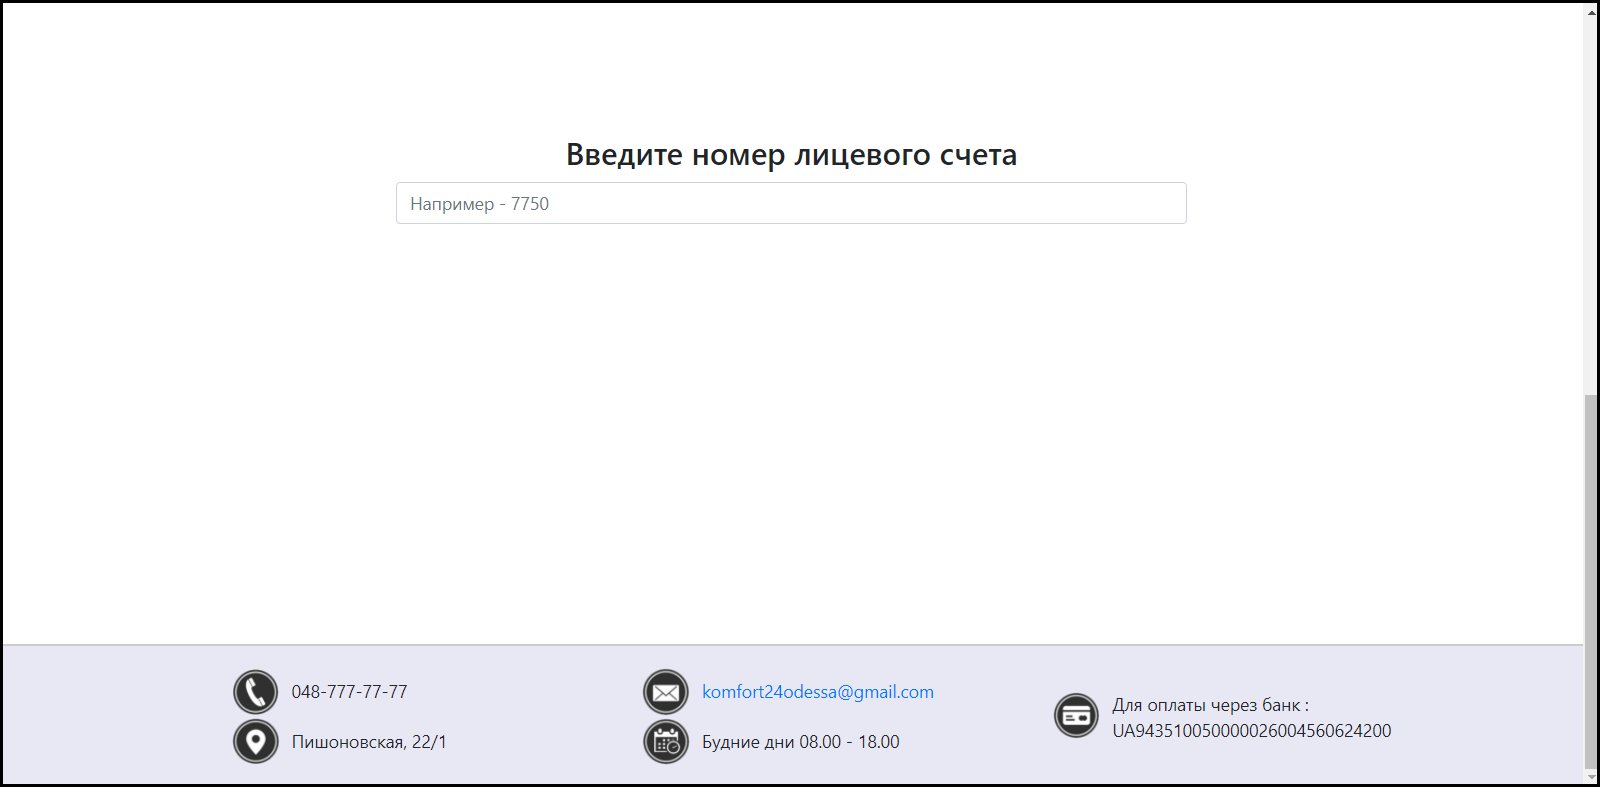 Введите номер лицевого счета
Например - 7750
048-777-77-77
Пишоновская, 22/1
komfort24odessa@gmail.com
Будние дни 08.00 - 18.00
Для оплаты через банк :
UA943510050000026004560624200